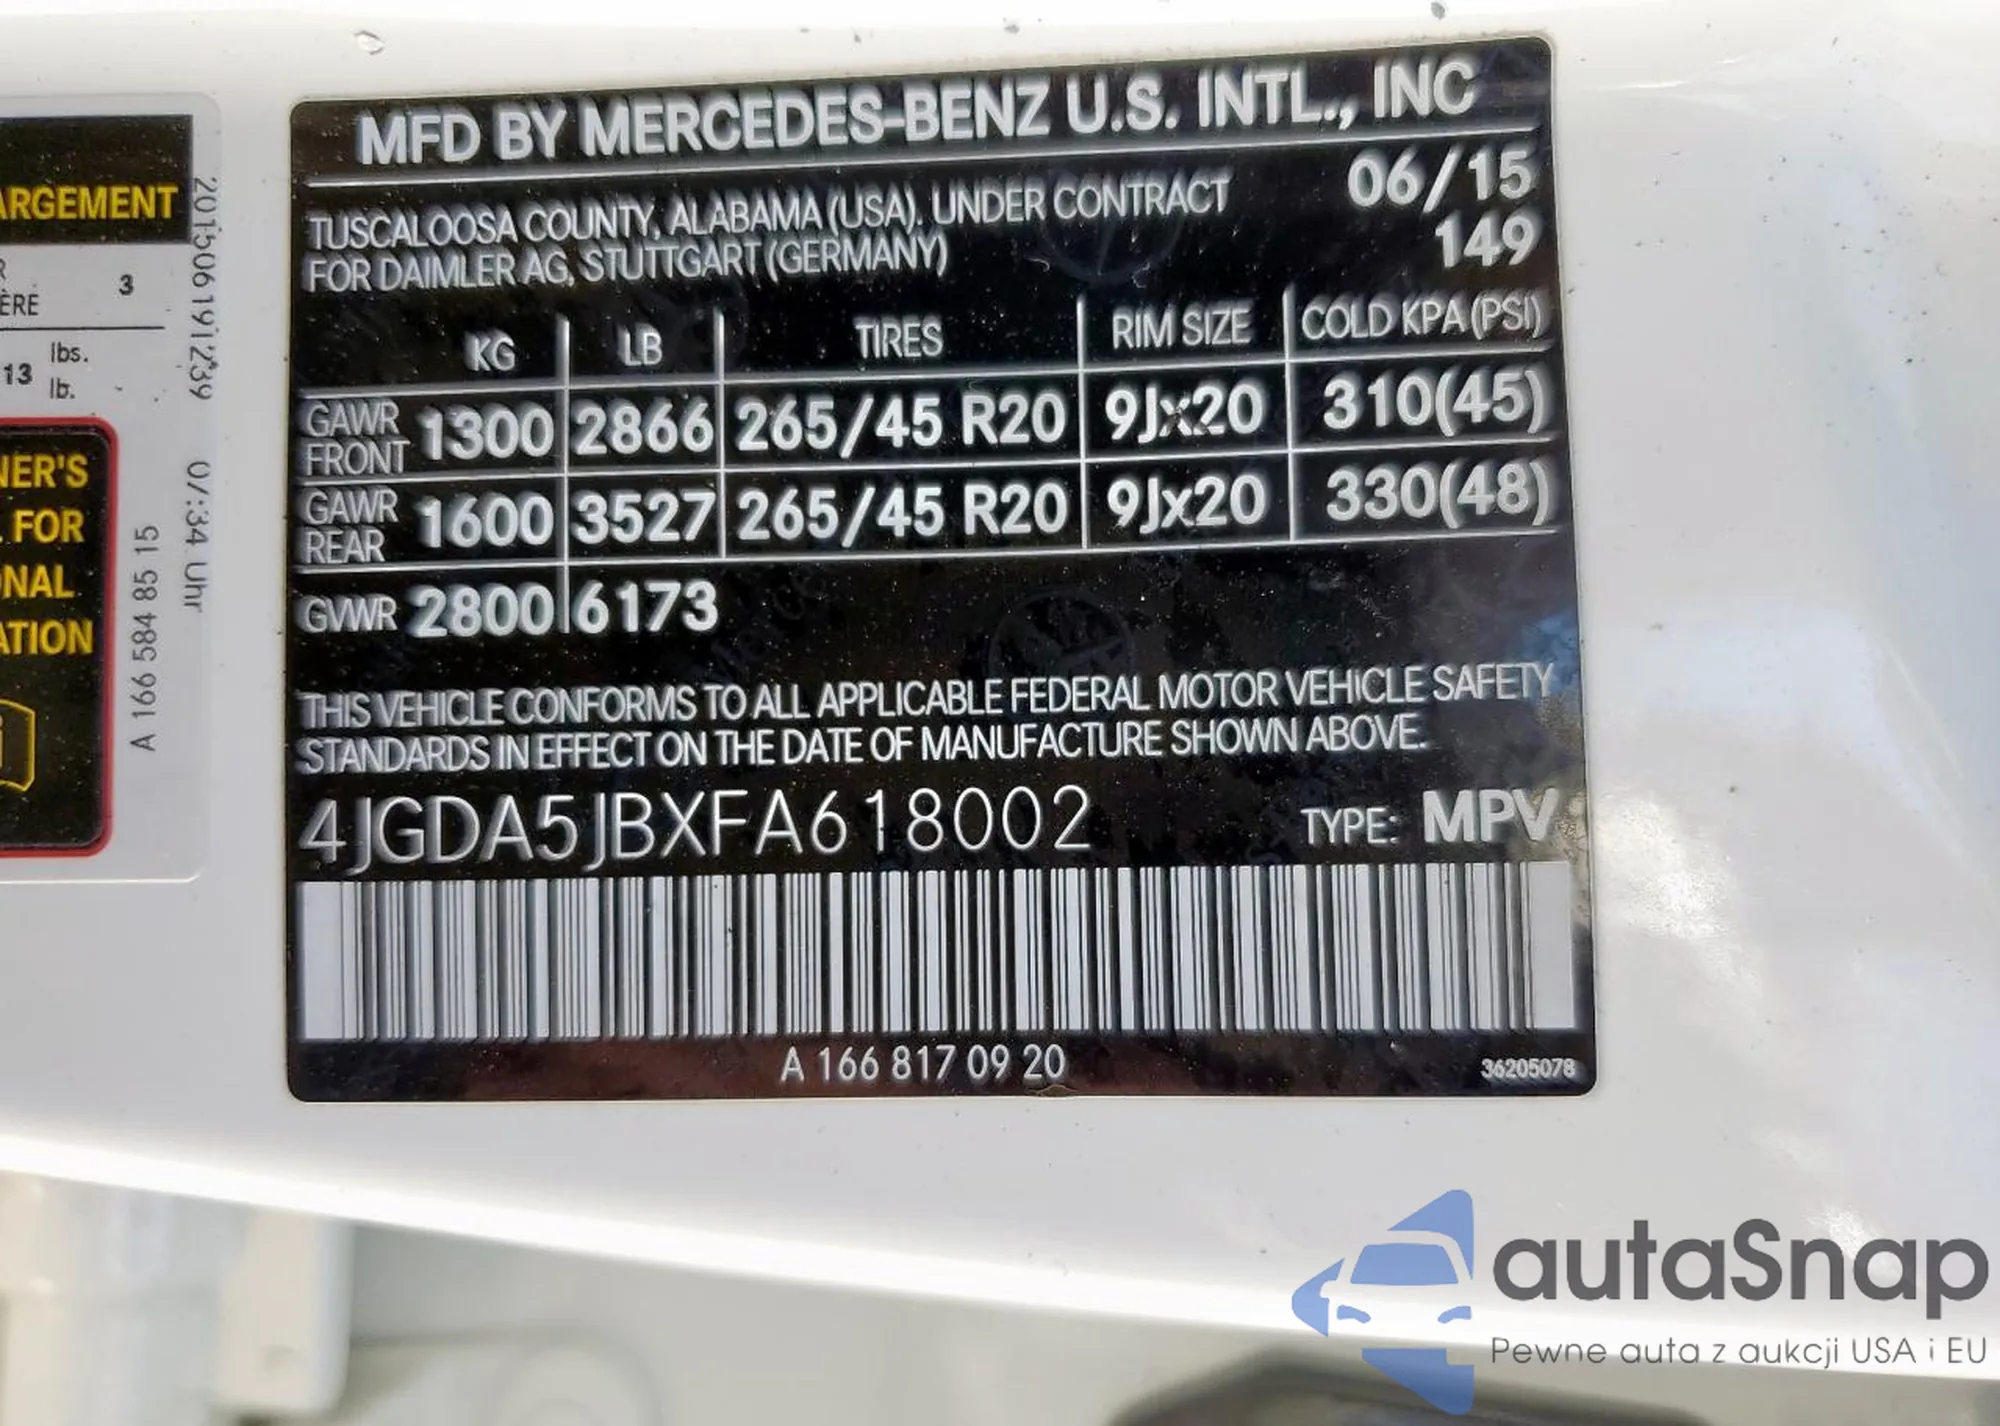 ARGEMENT
R
ÈRE 3
13 lbs.
lb.
NER'S
FOR
ONAL
ATION
A 166 584 85 15
201506191239 07:34 Uhr
MFD BY MERCEDES-BENZ U.S. INTL., INC
TUSCALOOSA COUNTY, ALABAMA (USA). UNDER CONTRACT 06/15
FOR DAIMLER AG, STUTTGART (GERMANY) 149
KG LB TIRES RIM SIZE COLD KPA (PSI)
GAWR FRONT 1300 2866 265/45 R20 9Jx20 310(45)
GAWR REAR 1600 3527 265/45 R20 9Jx20 330(48)
GVWR 2800 6173
THIS VEHICLE CONFORMS TO ALL APPLICABLE FEDERAL MOTOR VEHICLE SAFETY
STANDARDS IN EFFECT ON THE DATE OF MANUFACTURE SHOWN ABOVE.
4JGDA5JBXFA618002 TYPE: MPV
A 166 817 09 20 36205078
autaSnap
Pewne auta z aukcji USA i EU